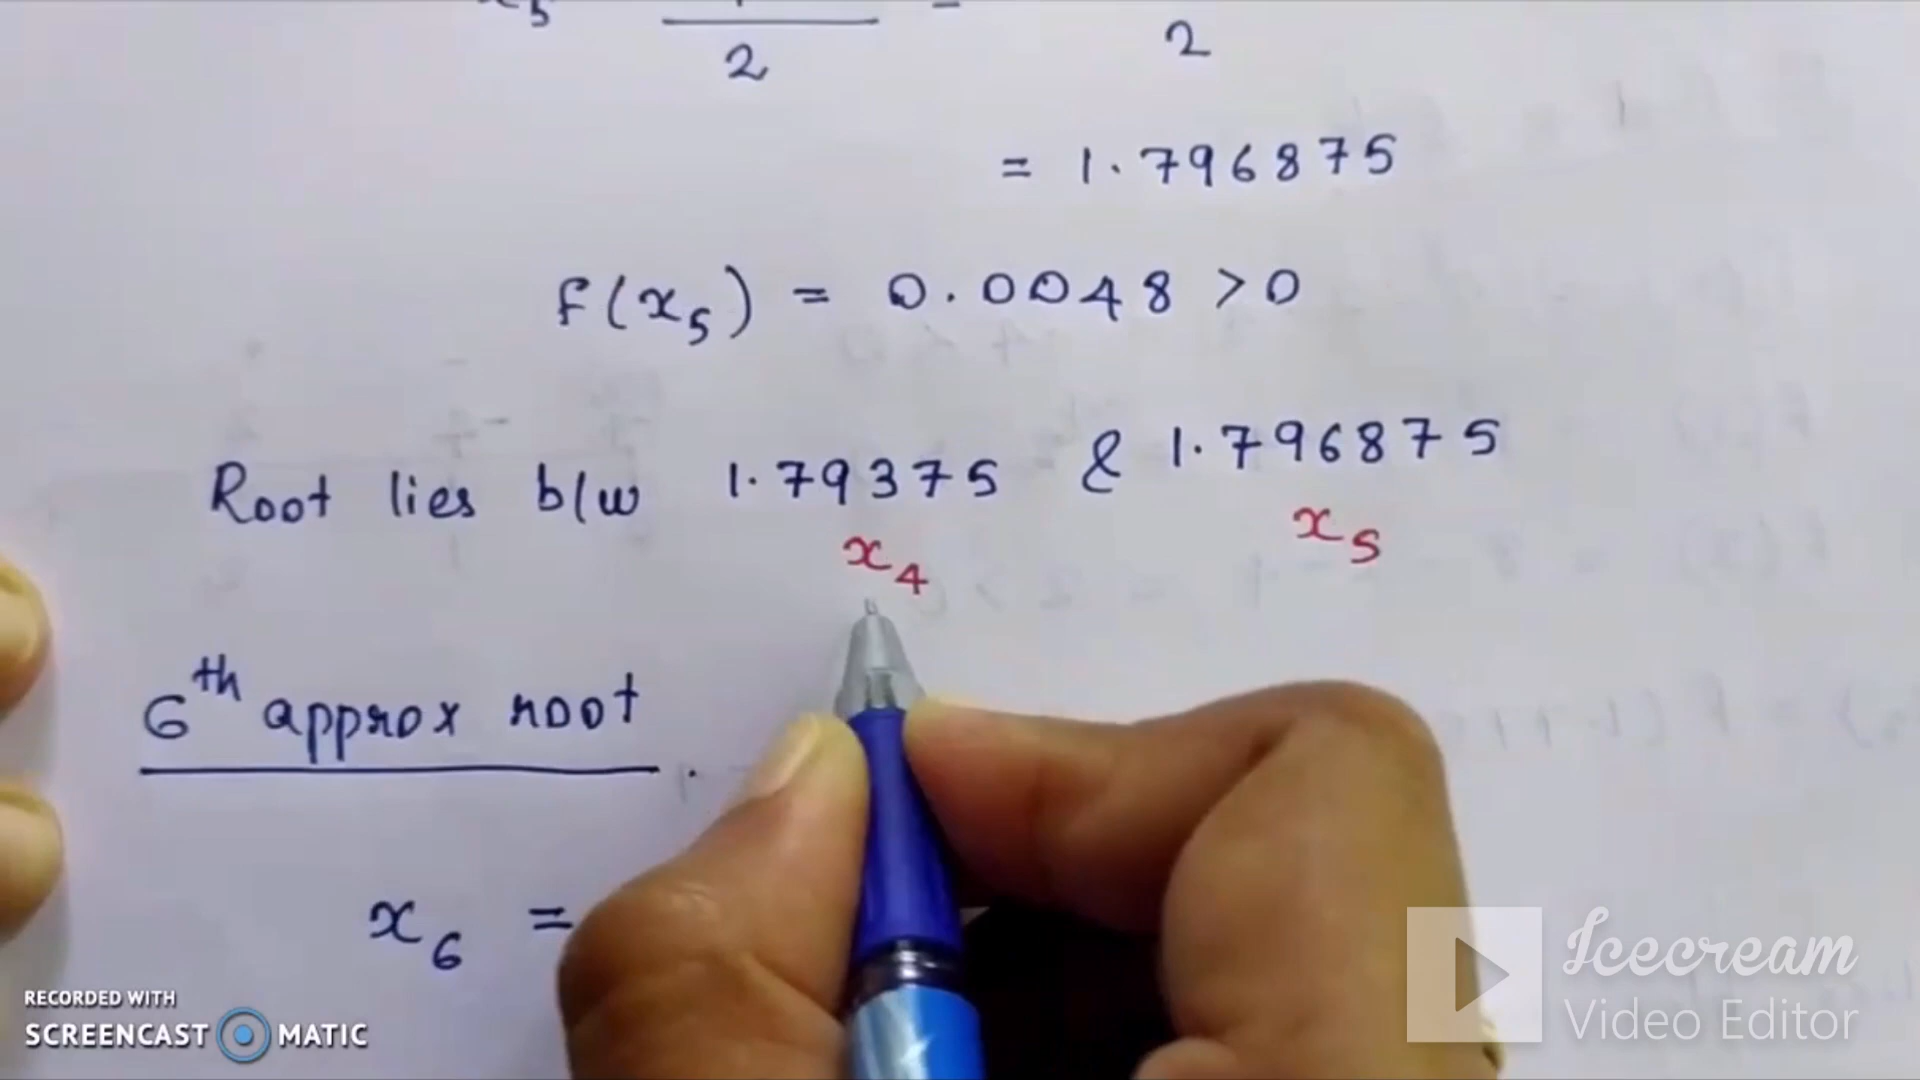 x5
2 2
= 1.796875
f(x5) = 0.0048 > 0
Root lies b/w 1.79375 & 1.796875
x4 x5
6th approx root
x6 =
RECORDED WITH
SCREENCAST MATIC
Icecream
Video Editor